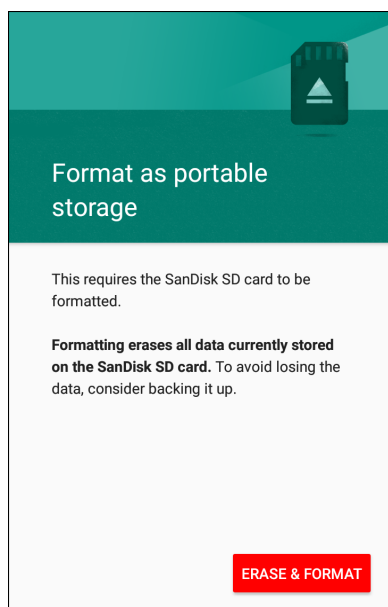 Format as portable
storage
This requires the SanDisk SD card to be
formatted.
Formatting erases all data currently stored
on the SanDisk SD card. To avoid losing the
data, consider backing it up.
ERASE & FORMAT